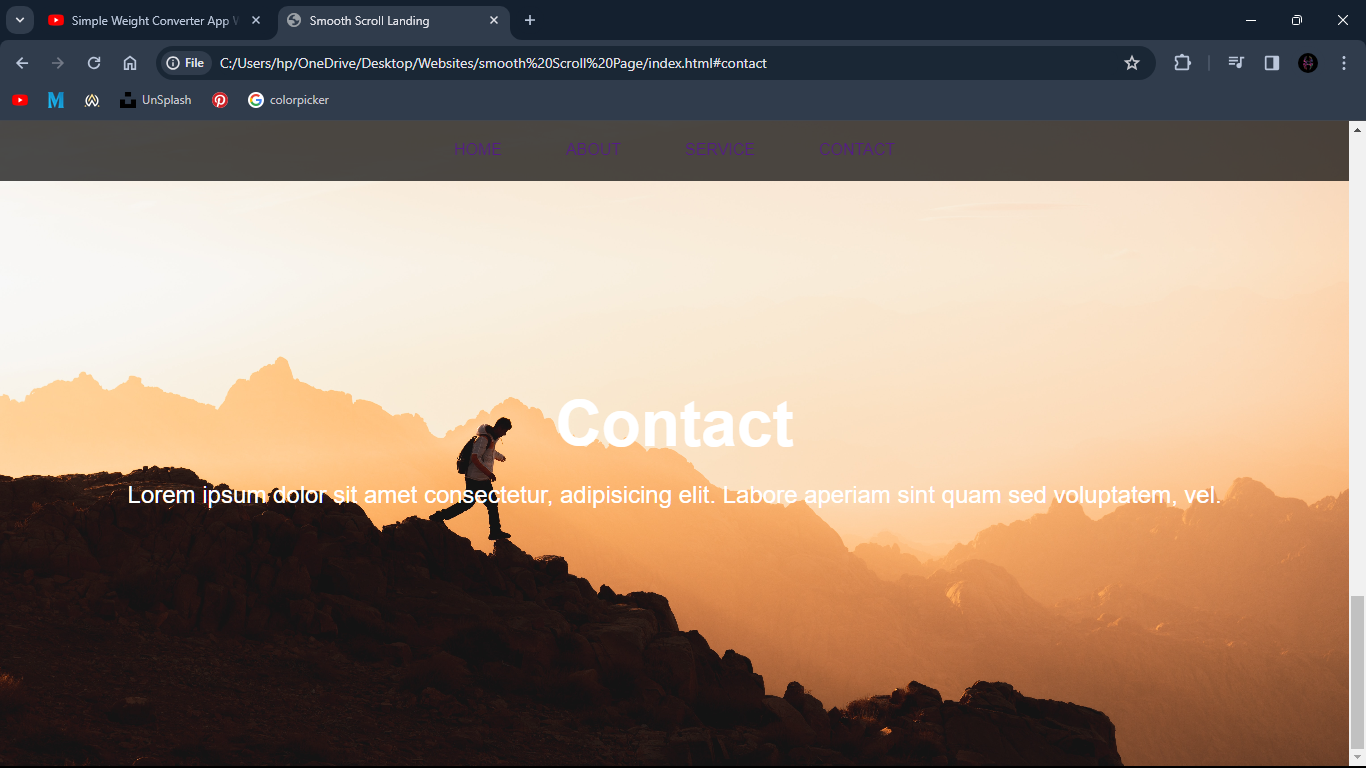 Simple Weight Converter App
Smooth Scroll Landing
File
C:/Users/hp/OneDrive/Desktop/Websites/smooth%20Scroll%20Page/index.html#contact
UnSplash
colorpicker
HOME ABOUT SERVICE CONTACT
Contact
Lorem ipsum dolor sit amet consectetur, adipisicing elit. Labore aperiam sint quam sed voluptatem, vel.